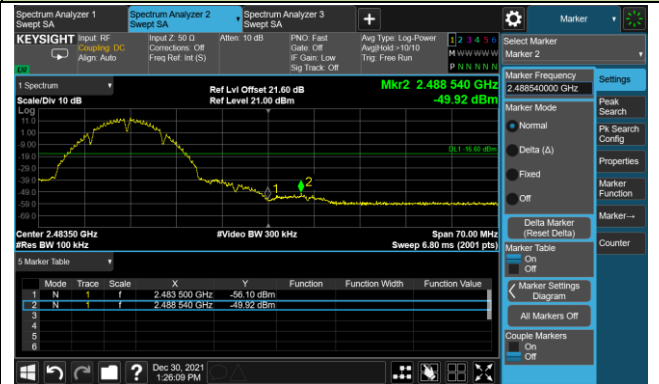 Spectrum Analyzer 1
Swept SA
Spectrum Analyzer 2
Swept SA
Spectrum Analyzer 3
Swept SA
KEYSIGHT
Input: RF
Coupling: DC
Align: Auto
Input Z: 50 Ω
Corrections: Off
Freq Ref: Int (S)
Atten: 10 dB
PNO: Fast
Gate: Off
IF Gain: Low
Sig Track: Off
Avg Type: Log-Power
Avg|Hold:>10/10
Trig: Free Run
1 2 3 4 5 6
M W W W W W
P N N N N N
1 Spectrum
Scale/Div 10 dB
Ref Lvl Offset 21.60 dB
Ref Level 21.00 dBm
Mkr2 2.488 540 GHz
-49.92 dBm
Log
11.0
1.00
-9.00
-19.0
-29.0
-39.0
-49.0
-59.0
-69.0
DL1 -16.60 dBm
1
2
Center 2.48350 GHz
#Res BW 100 kHz
#Video BW 300 kHz
Span 70.00 MHz
Sweep 6.80 ms (2001 pts)
5 Marker Table
Mode Trace Scale X Y Function Function Width Function Value
1 N 1 f 2.483 500 GHz -56.10 dBm
2 N 1 f 2.488 540 GHz -49.92 dBm
3
4
5
6
Dec 30, 2021
1:26:09 PM
Marker
Select Marker
Marker 2
Marker Frequency
2.488540000 GHz
Marker Mode
Normal
Delta (Δ)
Fixed
Off
Delta Marker
(Reset Delta)
Marker Table
On
Off
Marker Settings
Diagram
All Markers Off
Couple Markers
On
Off
Settings
Peak
Search
Pk Search
Config
Properties
Marker
Function
Marker→
Counter